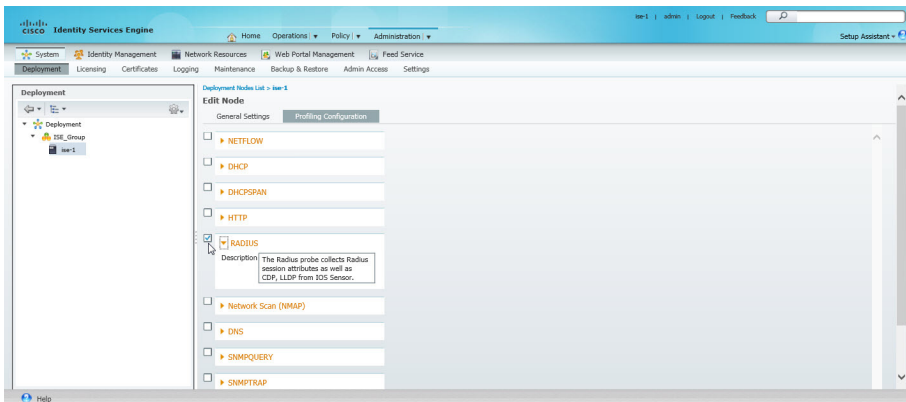 ise-1 | admin | Logout | Feedback
cisco Identity Services Engine
Home Operations | Policy | Administration |
Setup Assistant
System Identity Management Network Resources Web Portal Management Feed Service
Deployment Licensing Certificates Logging Maintenance Backup & Restore Admin Access Settings
Deployment
Deployment
ISE_Group
ise-1
Deployment Nodes List > ise-1
Edit Node
General Settings Profiling Configuration
NETFLOW
DHCP
DHCPSPAN
HTTP
RADIUS
Description The Radius probe collects Radius
session attributes as well as
CDP, LLDP from IOS Sensor.
Network Scan (NMAP)
DNS
SNMPQUERY
SNMPTRAP
Help